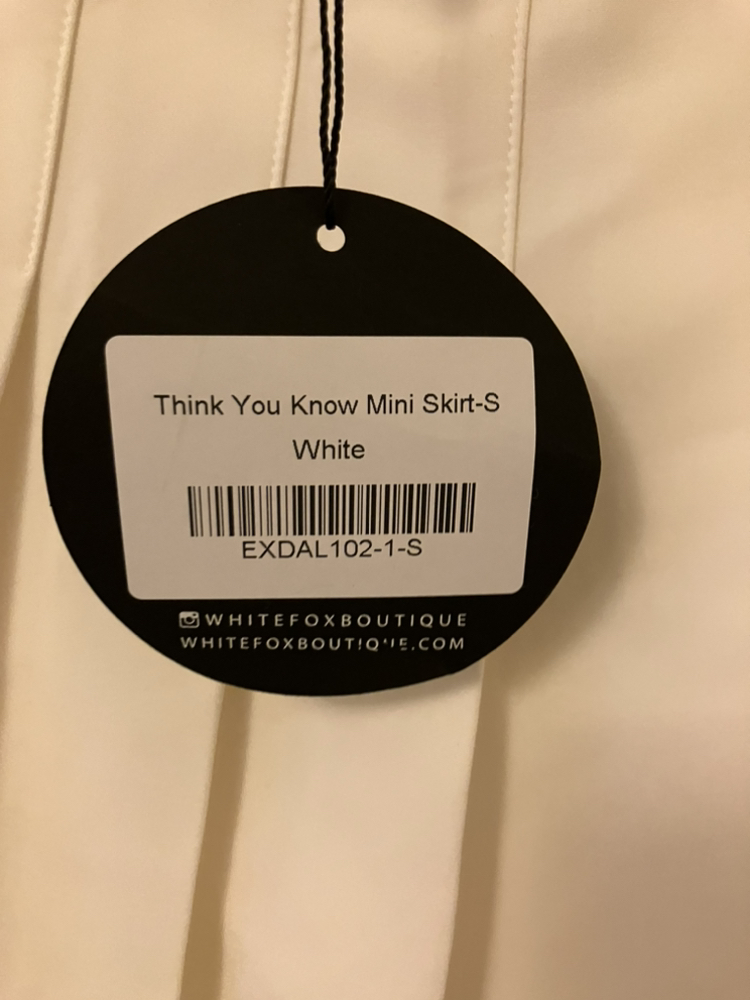 Think You Know Mini Skirt-S
White
EXDAL102-1-S
WHITEFOXBOUTIQUE
WHITEFOXBOUTIQUE.COM